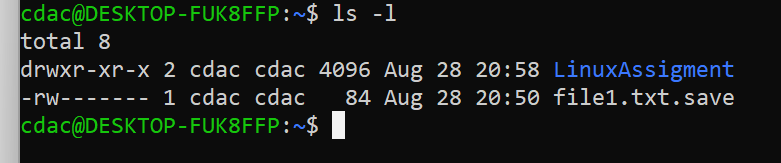 cdac@DESKTOP-FUK8FFP:~$ ls -l
total 8
drwxr-xr-x 2 cdac cdac 4096 Aug 28 20:58 LinuxAssigment
-rw------- 1 cdac cdac   84 Aug 28 20:50 file1.txt.save
cdac@DESKTOP-FUK8FFP:~$